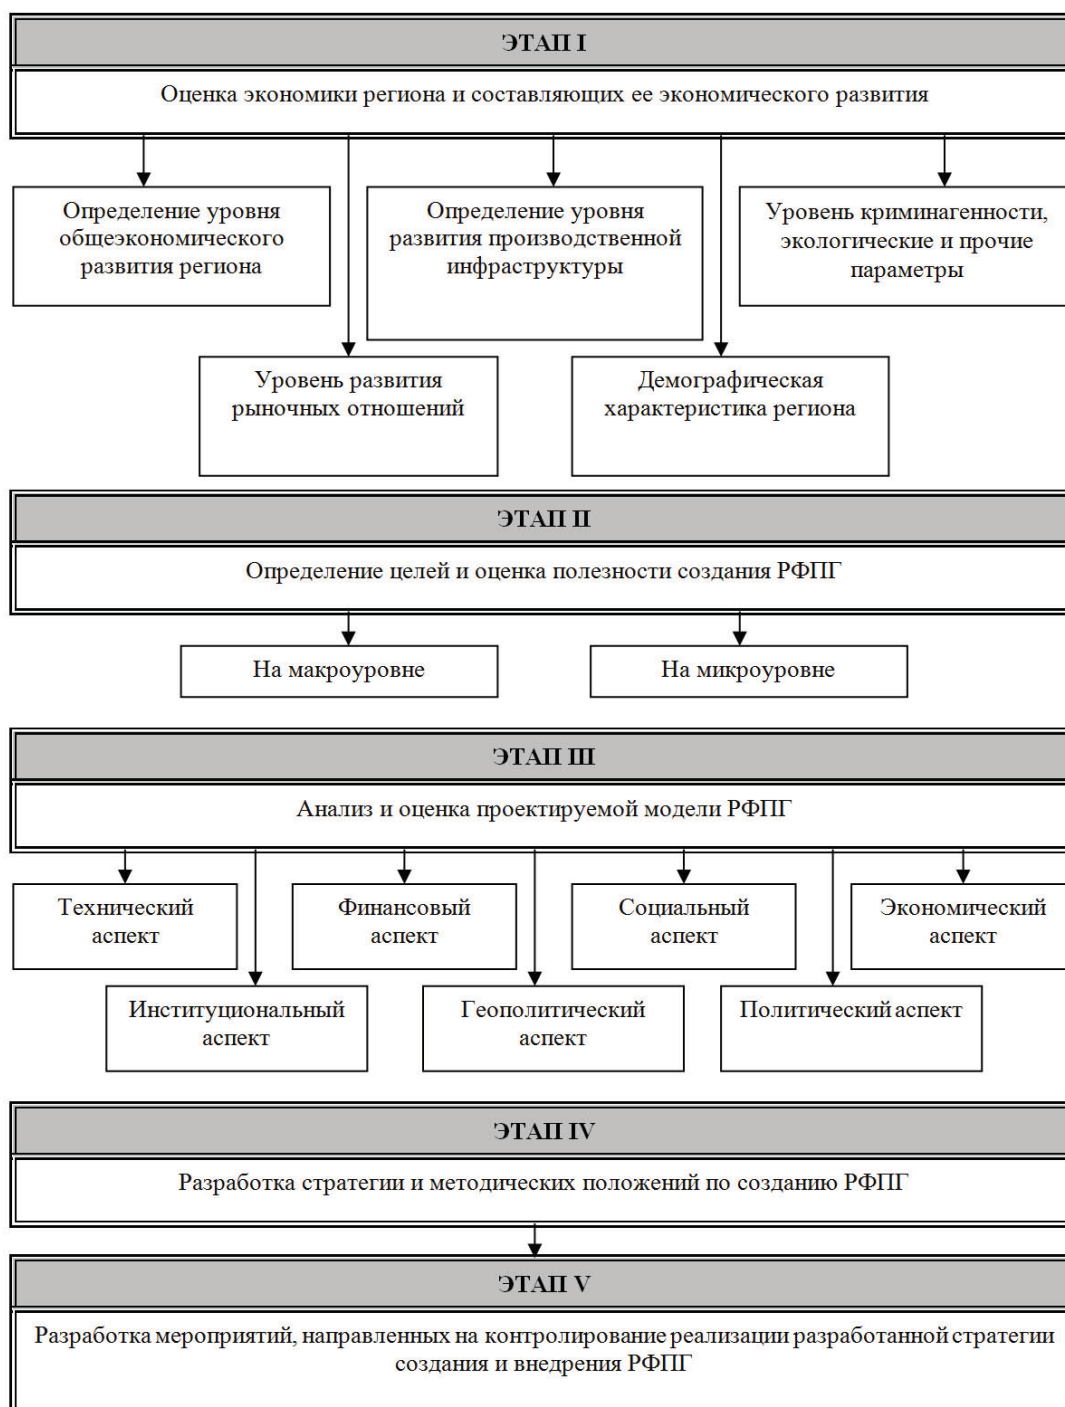 ЭТАП I
Оценка экономики региона и составляющих ее экономического развития
Определение уровня
общеэкономического
развития региона
Определение уровня
развития производственной
инфраструктуры
Уровень криминагенности,
экологические и прочие
параметры
Уровень развития
рыночных отношений
Демографическая
характеристика региона
ЭТАП II
Определение целей и оценка полезности создания РФПГ
На макроуровне
На микроуровне
ЭТАП III
Анализ и оценка проектируемой модели РФПГ
Технический
аспект
Финансовый
аспект
Социальный
аспект
Экономический
аспект
Институциональный
аспект
Геополитический
аспект
Политический аспект
ЭТАП IV
Разработка стратегии и методических положений по созданию РФПГ
ЭТАП V
Разработка мероприятий, направленных на контролирование реализации разработанной стратегии
создания и внедрения РФПГ